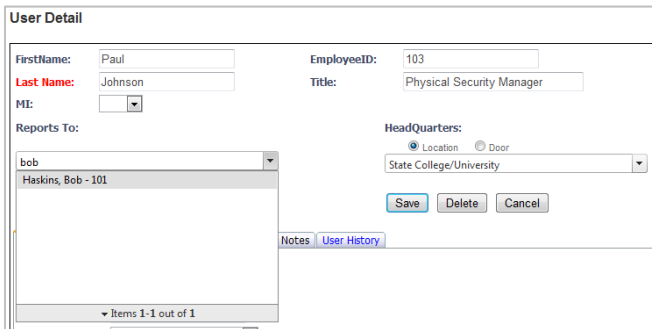 User Detail
FirstName: Paul EmployeeID: 103
Last Name: Johnson Title: Physical Security Manager
MI:
Reports To: HeadQuarters:
Location Door
bob State College/University
Haskins, Bob - 101
Save Delete Cancel
Notes User History
Items 1-1 out of 1